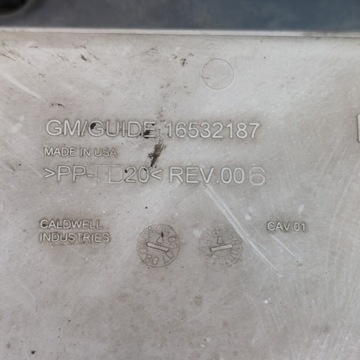 GM/GUIDE 16532187
MADE IN USA
>PP-TD20< REV.006
CALDWELL
INDUSTRIES
CAV.01